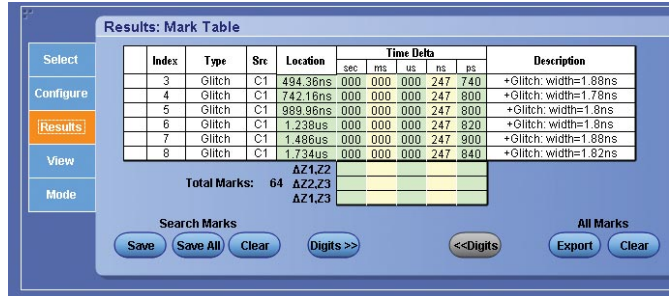 Results: Mark Table
Select
Configure
Results
View
Mode
Index Type Src Location Time Delta Description
sec ms us ns ps
3 Glitch C1 494.36ns 000 000 000 247 740 +Glitch: width=1.88ns
4 Glitch C1 742.16ns 000 000 000 247 800 +Glitch: width=1.78ns
5 Glitch C1 989.96ns 000 000 000 247 800 +Glitch: width=1.8ns
6 Glitch C1 1.238us 000 000 000 247 820 +Glitch: width=1.8ns
7 Glitch C1 1.486us 000 000 000 247 900 +Glitch: width=1.88ns
8 Glitch C1 1.734us 000 000 000 247 840 +Glitch: width=1.82ns
ΔZ1,Z2
Total Marks: 64 ΔZ2,Z3
ΔZ1,Z3
Search Marks All Marks
Save Save All Clear Digits >> <<Digits Export Clear